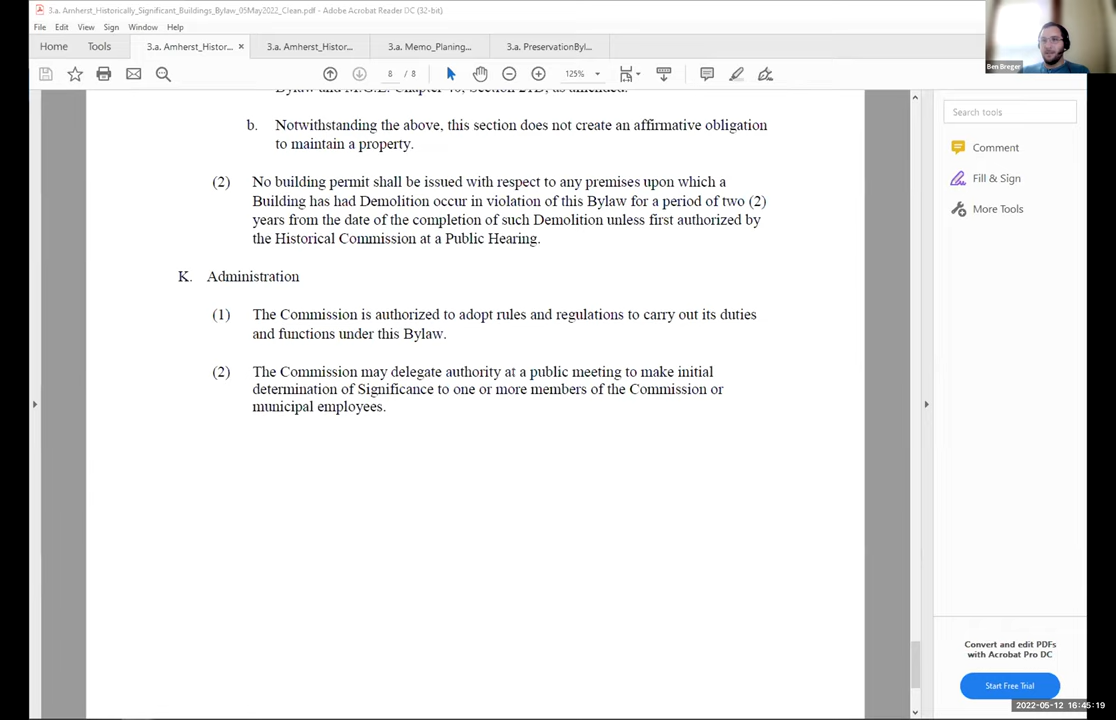 3.a. Amherst_Historically_Significant_Buildings_Bylaw_05May2022_Clean.pdf - Adobe Acrobat Reader DC (32-bit)
File Edit View Sign Window Help
Home Tools 3.a. Amherst_Histor... × 3.a. Amherst_Histor... 3.a. Memo_Planing... 3.a. PreservationByl...
8 / 8 125%
Ben Breger
Bylaw and M.G.L. Chapter 40, Section 21D, as amended.
b. Notwithstanding the above, this section does not create an affirmative obligation
to maintain a property.
(2) No building permit shall be issued with respect to any premises upon which a
Building has had Demolition occur in violation of this Bylaw for a period of two (2)
years from the date of the completion of such Demolition unless first authorized by
the Historical Commission at a Public Hearing.
K. Administration
(1) The Commission is authorized to adopt rules and regulations to carry out its duties
and functions under this Bylaw.
(2) The Commission may delegate authority at a public meeting to make initial
determination of Significance to one or more members of the Commission or
municipal employees.
Search tools
Comment
Fill & Sign
More Tools
Convert and edit PDFs
with Acrobat Pro DC
Start Free Trial
2022-05-12 16:45:19